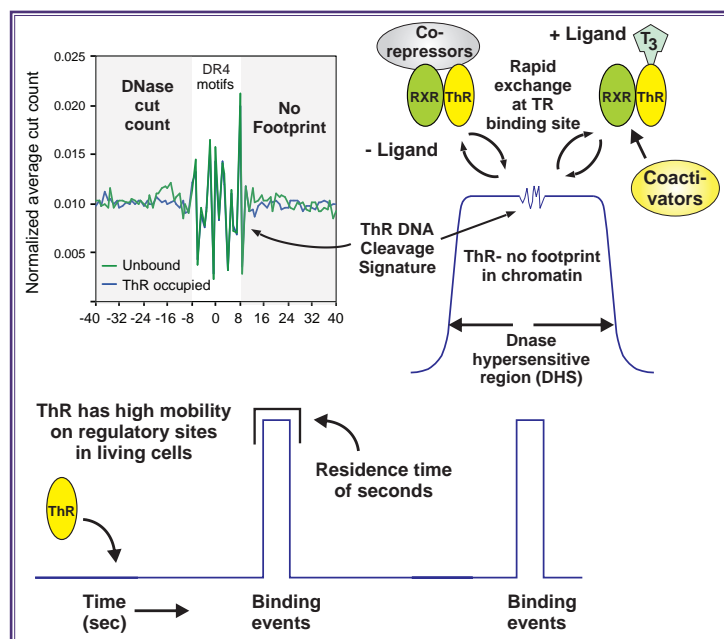 DNase
cut
count
DR4
motifs
No
Footprint
Normalized average cut count
0.025
0.020
0.015
0.010
0.005
Unbound
ThR occupied
-40 -32 -24 -16 -8 0 8 16 24 32 40
Co-
repressors
RXR
ThR
- Ligand
Rapid
exchange
at TR
binding site
+ Ligand
T3
RXR
ThR
Coacti-
vators
ThR DNA
Cleavage
Signature
ThR- no footprint
in chromatin
Dnase
hypersensitive
region (DHS)
ThR has high mobility
on regulatory sites
in living cells
ThR
Residence time
of seconds
Time
(sec)
Binding
events
Binding
events